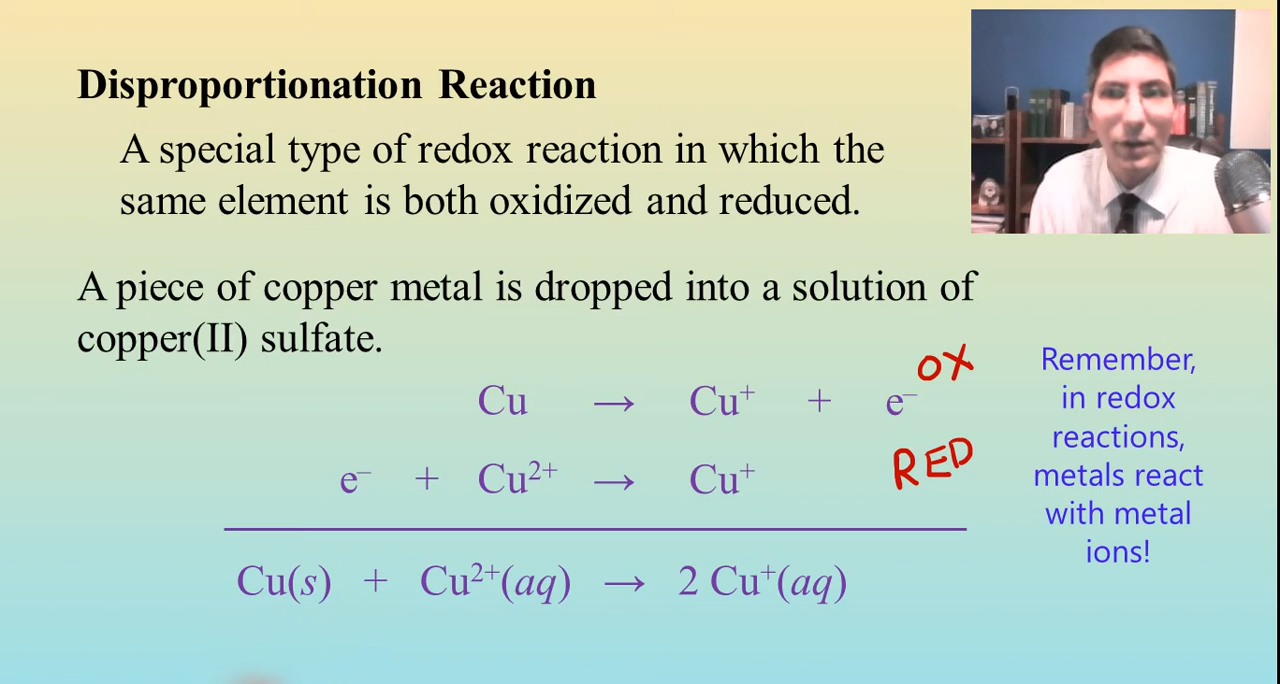 Disproportionation Reaction
A special type of redox reaction in which the
same element is both oxidized and reduced.
A piece of copper metal is dropped into a solution of
copper(II) sulfate.
Cu → Cu⁺ + e⁻ OX
e⁻ + Cu²⁺ → Cu⁺ RED
Cu(s) + Cu²⁺(aq) → 2 Cu⁺(aq)
Remember,
in redox
reactions,
metals react
with metal
ions!